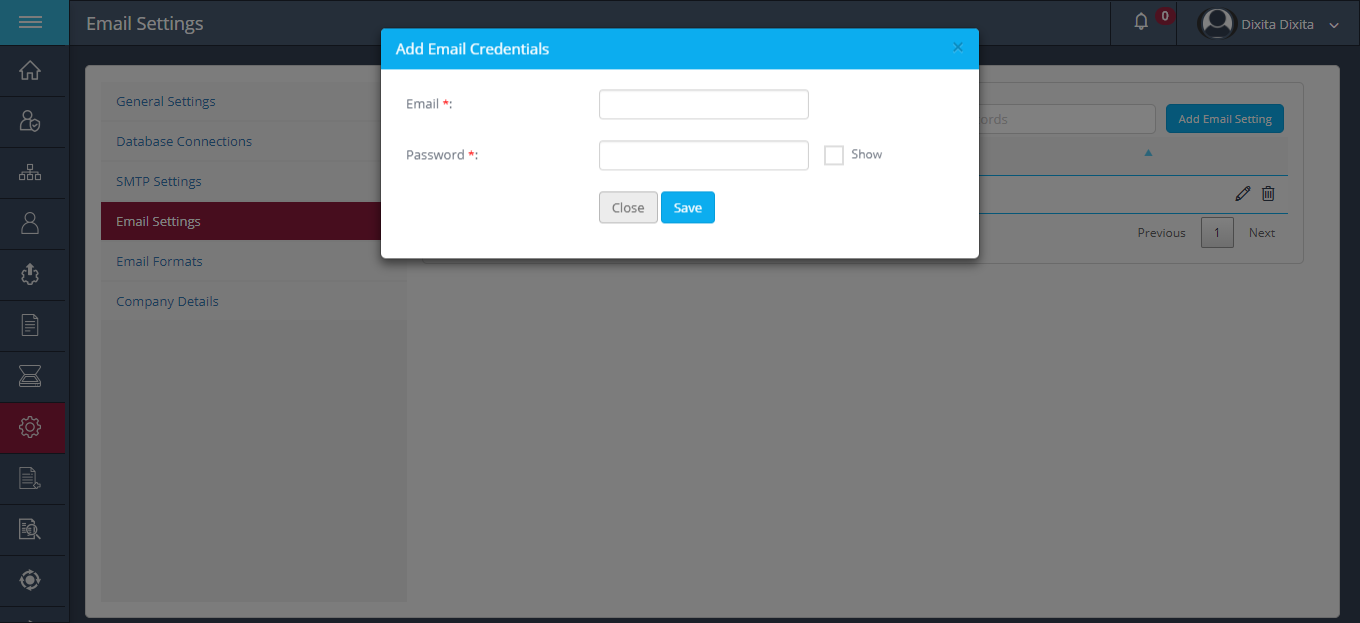 Email Settings
0
Dixita Dixita
Add Email Credentials
×
General Settings
Database Connections
SMTP Settings
Email Settings
Email Formats
Company Details
Email *:
Password *:
Show
Close
Save
Add Email Setting
Previous
1
Next